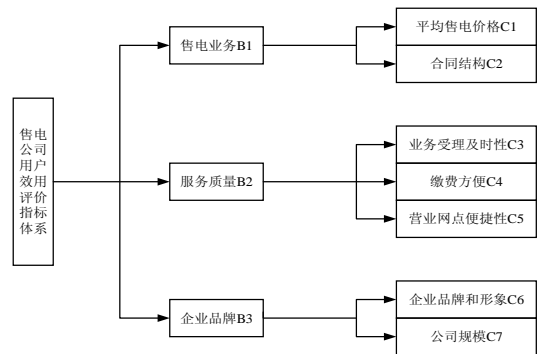 售电
公司
用户
效用
评价
指标
体系
售电业务B1
平均售电价格C1
合同结构C2
服务质量B2
业务受理及时性C3
缴费方便C4
营业网点便捷性C5
企业品牌B3
企业品牌和形象C6
公司规模C7